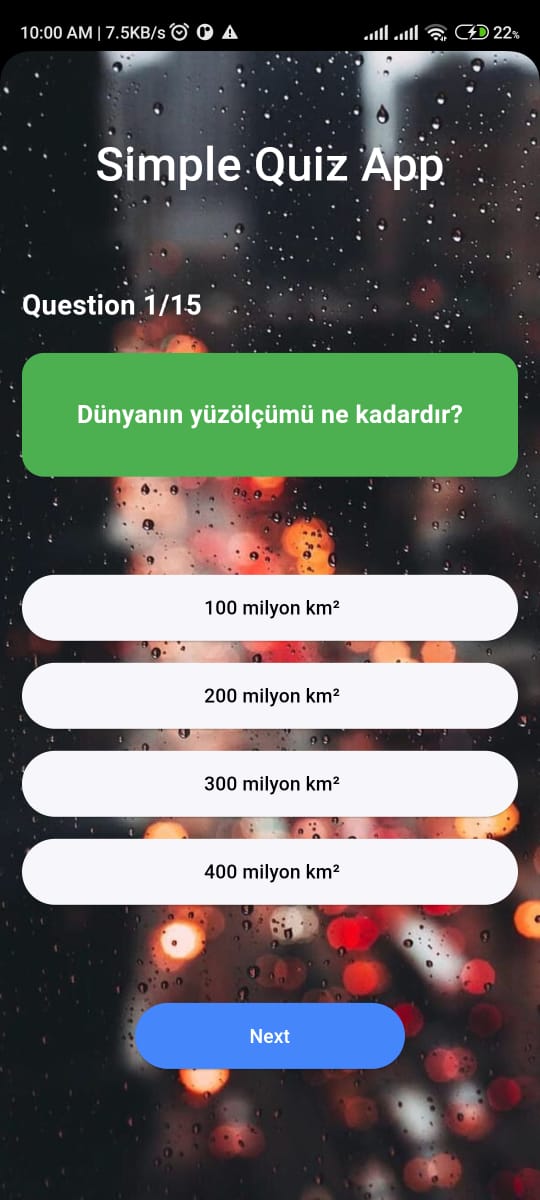 10:00 AM | 7.5KB/s 22%
Simple Quiz App
Question 1/15
Dünyanın yüzölçümü ne kadardır?
100 milyon km²
200 milyon km²
300 milyon km²
400 milyon km²
Next